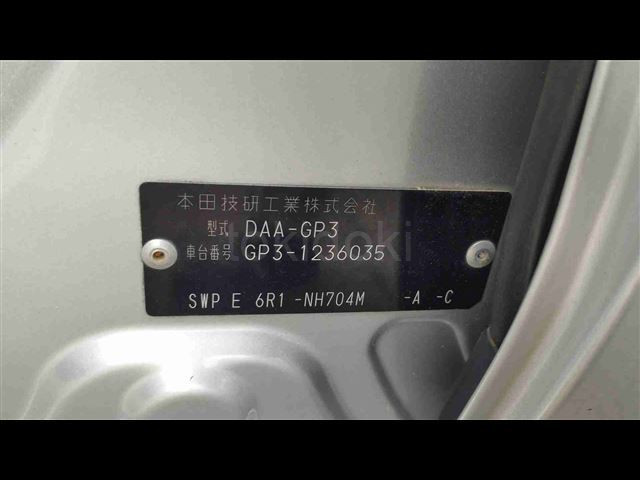 本田技研工業株式会社
型式 DAA-GP3
車台番号 GP3-1236035
SWP E 6R1 -NH704M -A -C